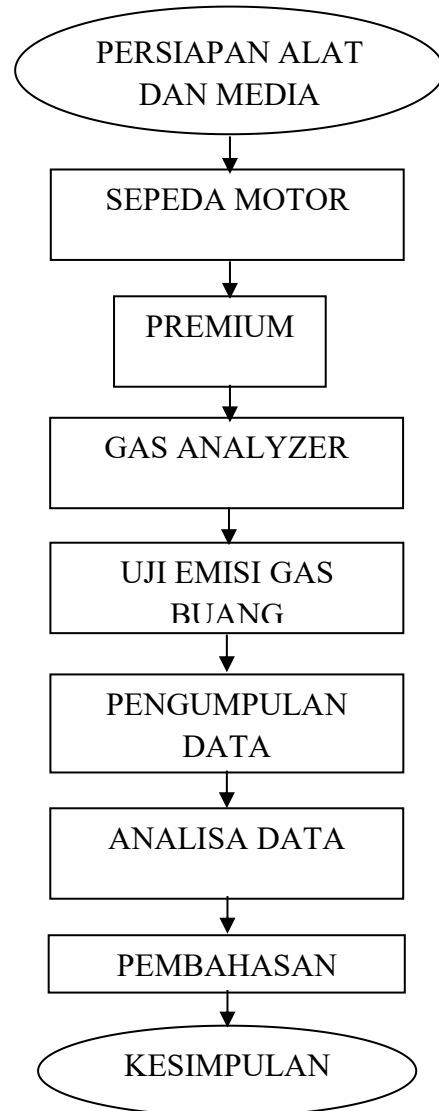 PERSIAPAN ALAT
DAN MEDIA
SEPEDA MOTOR
PREMIUM
GAS ANALYZER
UJI EMISI GAS
BUANG
PENGUMPULAN
DATA
ANALISA DATA
PEMBAHASAN
KESIMPULAN